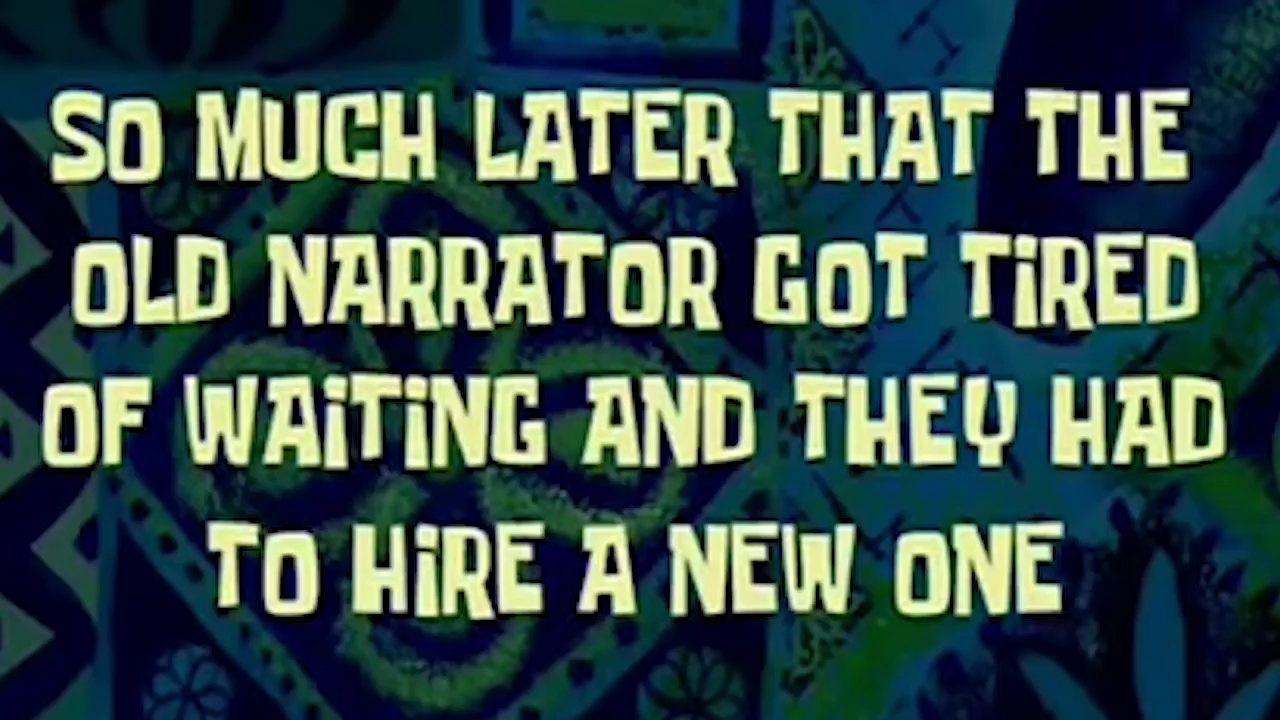 SO MUCH LATER THAT THE
OLD NARRATOR GOT TiRED
OF WAiTiNG AND THEY HAD
TO HiRE A NEW ONE